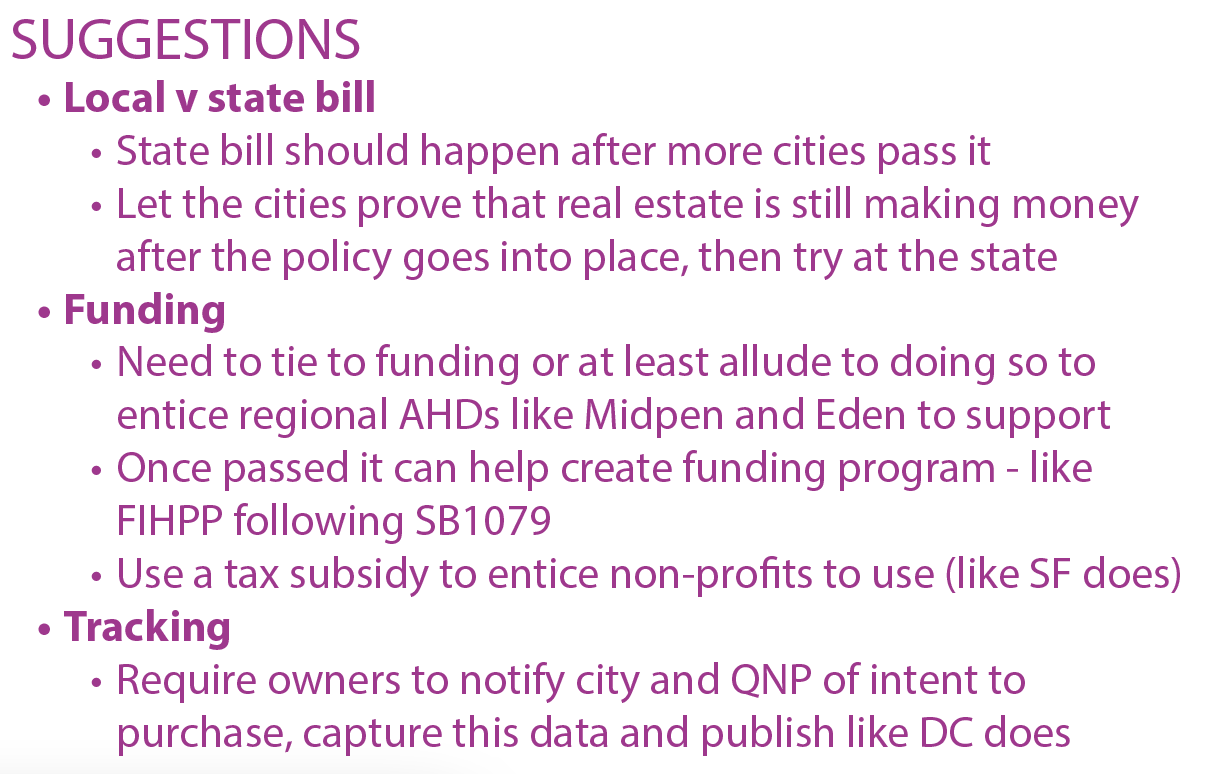 SUGGESTIONS
• Local v state bill
• State bill should happen after more cities pass it
• Let the cities prove that real estate is still making money
after the policy goes into place, then try at the state
• Funding
• Need to tie to funding or at least allude to doing so to
entice regional AHDs like Midpen and Eden to support
• Once passed it can help create funding program - like
FIHPP following SB1079
• Use a tax subsidy to entice non-profits to use (like SF does)
• Tracking
• Require owners to notify city and QNP of intent to
purchase, capture this data and publish like DC does